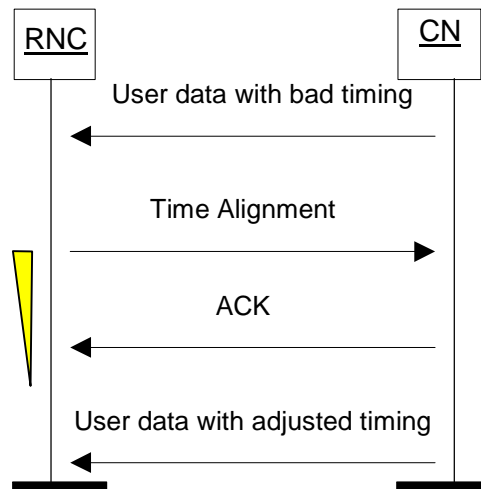 RNC
CN
User data with bad timing
Time Alignment
ACK
User data with adjusted timing